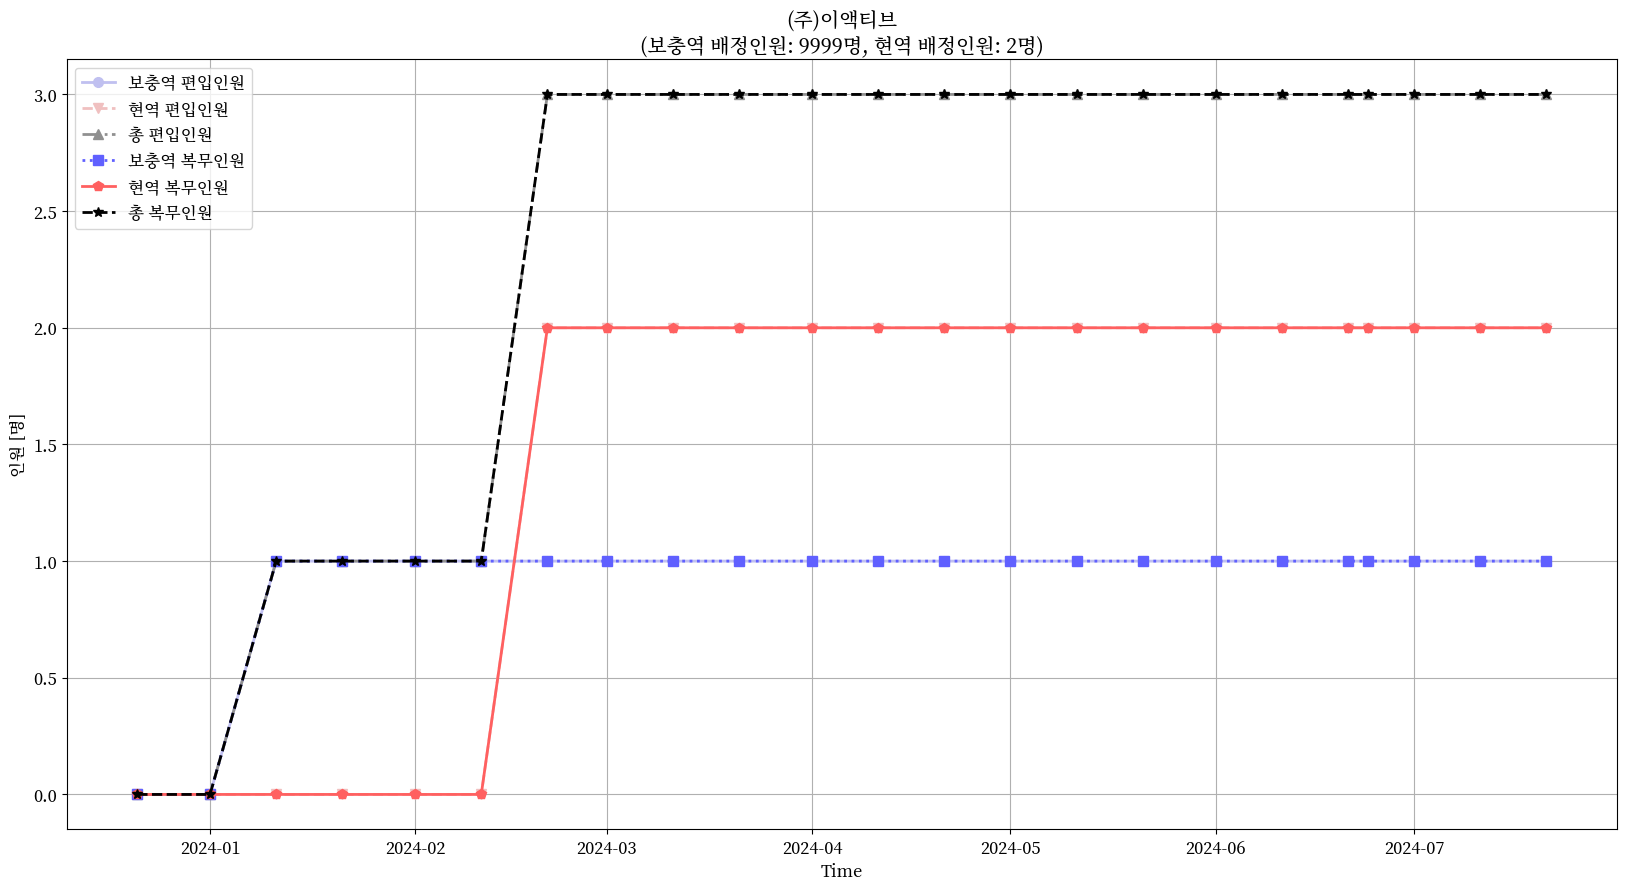 (주)이액티브
(보충역 배정인원: 9999명, 현역 배정인원: 2명)
보충역 편입인원
현역 편입인원
총 편입인원
보충역 복무인원
현역 복무인원
총 복무인원
인원 [명]
3.0
2.5
2.0
1.5
1.0
0.5
0.0
2024-01
2024-02
2024-03
2024-04
2024-05
2024-06
2024-07
Time